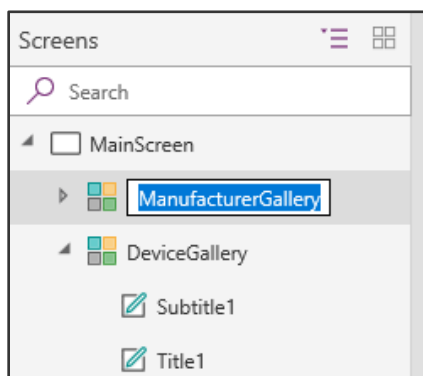 Screens
Search
MainScreen
ManufacturerGallery
DeviceGallery
Subtitle1
Title1